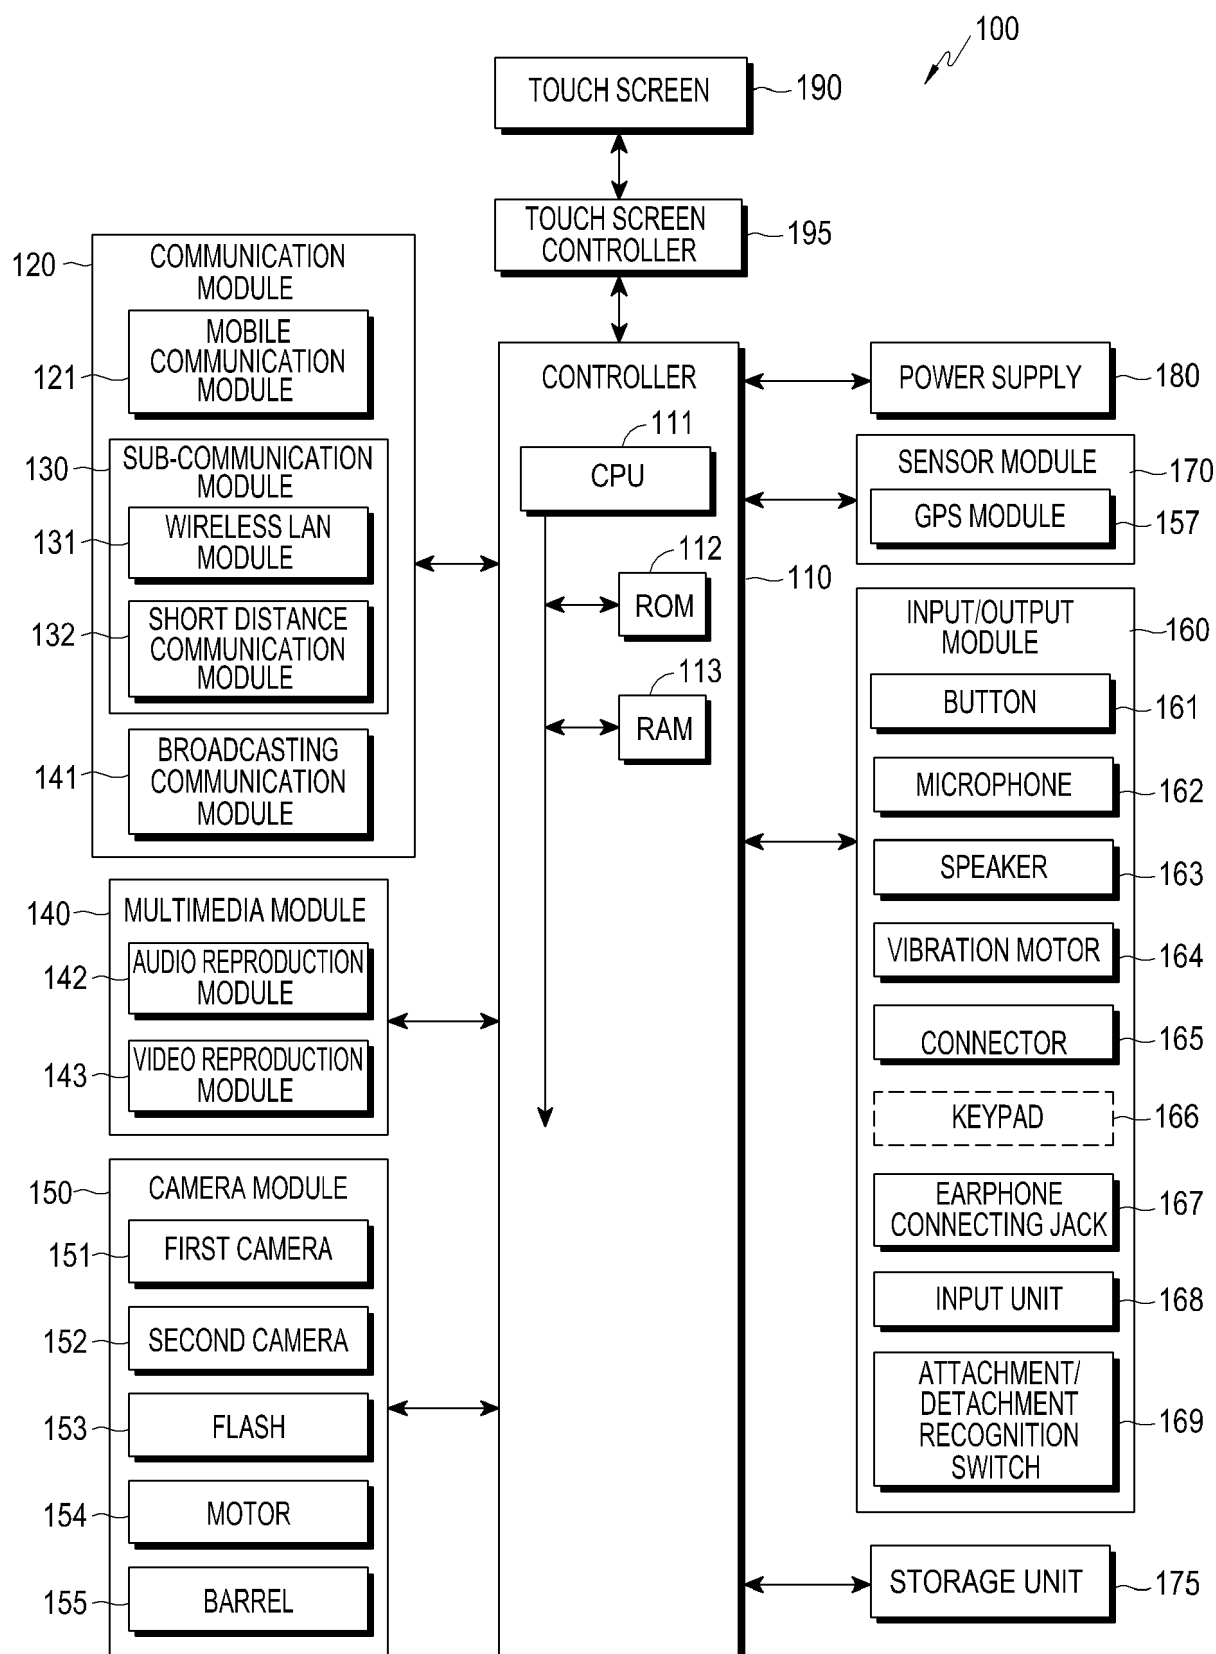 100
TOUCH SCREEN
190
TOUCH SCREEN
CONTROLLER
195
120
COMMUNICATION
MODULE
MOBILE
COMMUNICATION
MODULE
121
130
SUB-COMMUNICATION
MODULE
WIRELESS LAN
MODULE
131
SHORT DISTANCE
COMMUNICATION
MODULE
132
BROADCASTING
COMMUNICATION
MODULE
141
140
MULTIMEDIA MODULE
AUDIO REPRODUCTION
MODULE
142
VIDEO REPRODUCTION
MODULE
143
150
CAMERA MODULE
151
FIRST CAMERA
152
SECOND CAMERA
153
FLASH
154
MOTOR
155
BARREL
CONTROLLER
110
111
CPU
112
ROM
113
RAM
POWER SUPPLY
180
SENSOR MODULE
170
GPS MODULE
157
INPUT/OUTPUT
MODULE
160
BUTTON
161
MICROPHONE
162
SPEAKER
163
VIBRATION MOTOR
164
CONNECTOR
165
KEYPAD
166
EARPHONE
CONNECTING JACK
167
INPUT UNIT
168
ATTACHMENT/
DETACHMENT
RECOGNITION
SWITCH
169
STORAGE UNIT
175